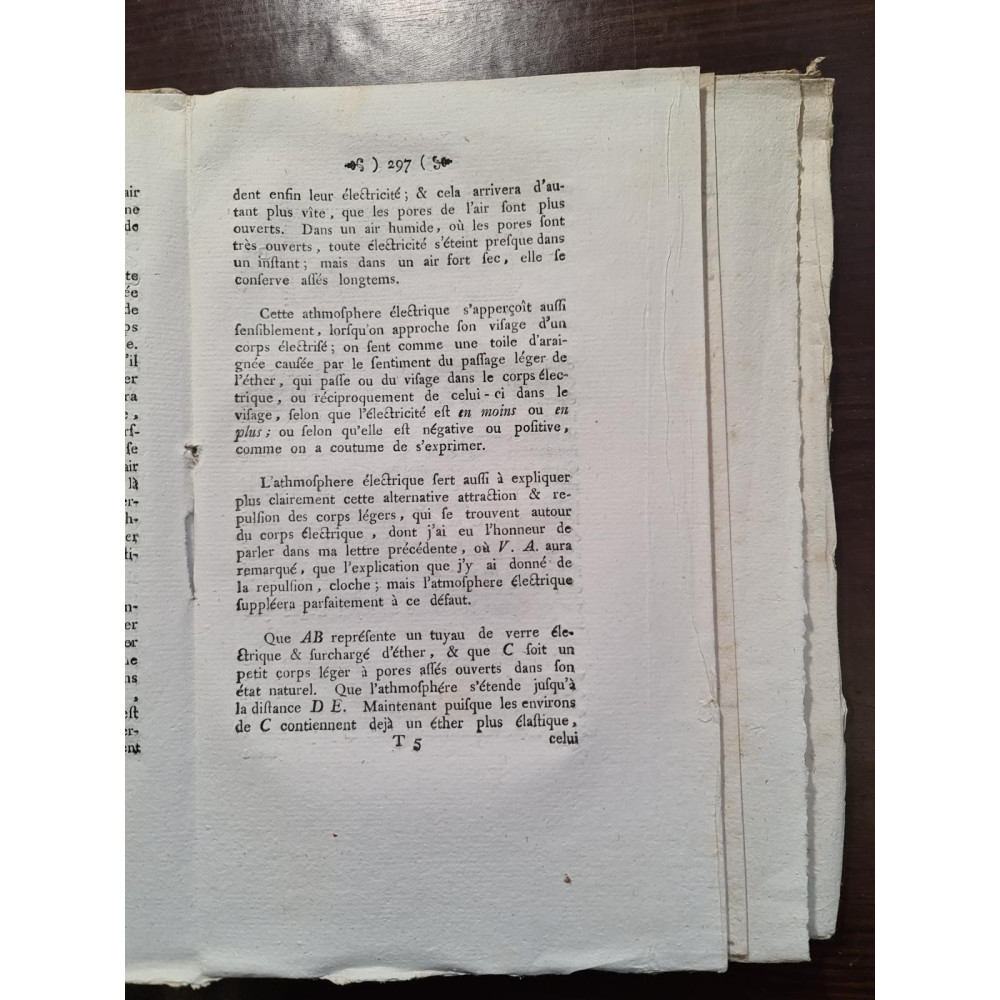 ) 297 (
dent enfin leur électricité; & cela arrivera d'au-
tant plus vîte, que les pores de l'air ſont plus
ouverts. Dans un air humide, où les pores ſont
très-ouverts, toute électricité s'éteint preſque dans
un inſtant; mais dans un air fort ſec, elle ſe
conſerve aſſés longtems.
Cette athmoſphere électrique s'apperçoît auſſi
ſenſiblement, lorſqu'on approche ſon viſage d'un
corps électriſé; on ſent comme une toile d'arai-
gnée cauſée par le ſentiment du paſſage léger de
l'éther, qui paſſe ou du viſage dans le corps élec-
trique, ou réciproquement de celui-ci dans le
viſage, ſelon que l'électricité eſt en moins ou en
plus; ou ſelon qu'elle eſt négative ou poſitive,
comme on a coutume de s'exprimer.
L'athmoſphere électrique ſert auſſi à expliquer
plus clairement cette alternative attraction & re-
pulſion des corps légers, qui ſe trouvent autour
du corps électrique, dont j'ai eu l'honneur de
parler dans ma lettre précédente, où V. A. aura
remarqué, que l'explication que j'y ai donné de
la repulſion, cloche; mais l'atmoſphere électrique
ſuppléera parfaitement à ce défaut.
Que AB repréſente un tuyau de verre éle-
ctrique & ſurchargé d'éther, & que C ſoit un
petit corps léger à pores aſſés ouverts dans ſon
état naturel. Que l'athmoſphére s'étende juſqu'à
la diſtance D E. Maintenant puiſque les environs
de C contiennent dejà un éther plus élaſtique,
T 5 celui